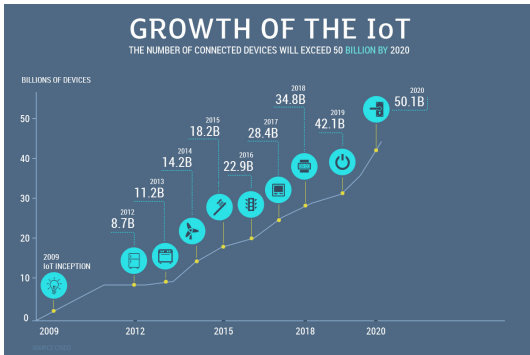 GROWTH OF THE IoT
THE NUMBER OF CONNECTED DEVICES WILL EXCEED 50 BILLION BY 2020
BILLIONS OF DEVICES
50
40
30
20
10
0
2009
IoT INCEPTION
2012
8.7B
2013
11.2B
2014
14.2B
2015
18.2B
2016
22.9B
2017
28.4B
2018
34.8B
2019
42.1B
2020
50.1B
2009
2012
2015
2018
2020
SOURCE: CISCO